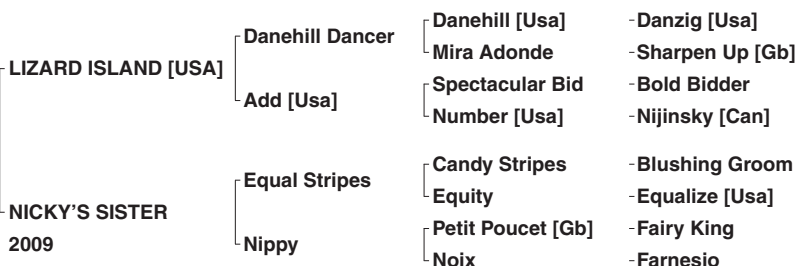 Danehill [Usa] - Danzig [Usa]
Danehill Dancer
Mira Adonde - Sharpen Up [Gb]
LIZARD ISLAND [USA]
Spectacular Bid - Bold Bidder
Add [Usa]
Number [Usa] - Nijinsky [Can]
Candy Stripes - Blushing Groom
Equal Stripes
Equity - Equalize [Usa]
NICKY'S SISTER
Petit Poucet [Gb] - Fairy King
2009
Nippy
Noix - Farnesio